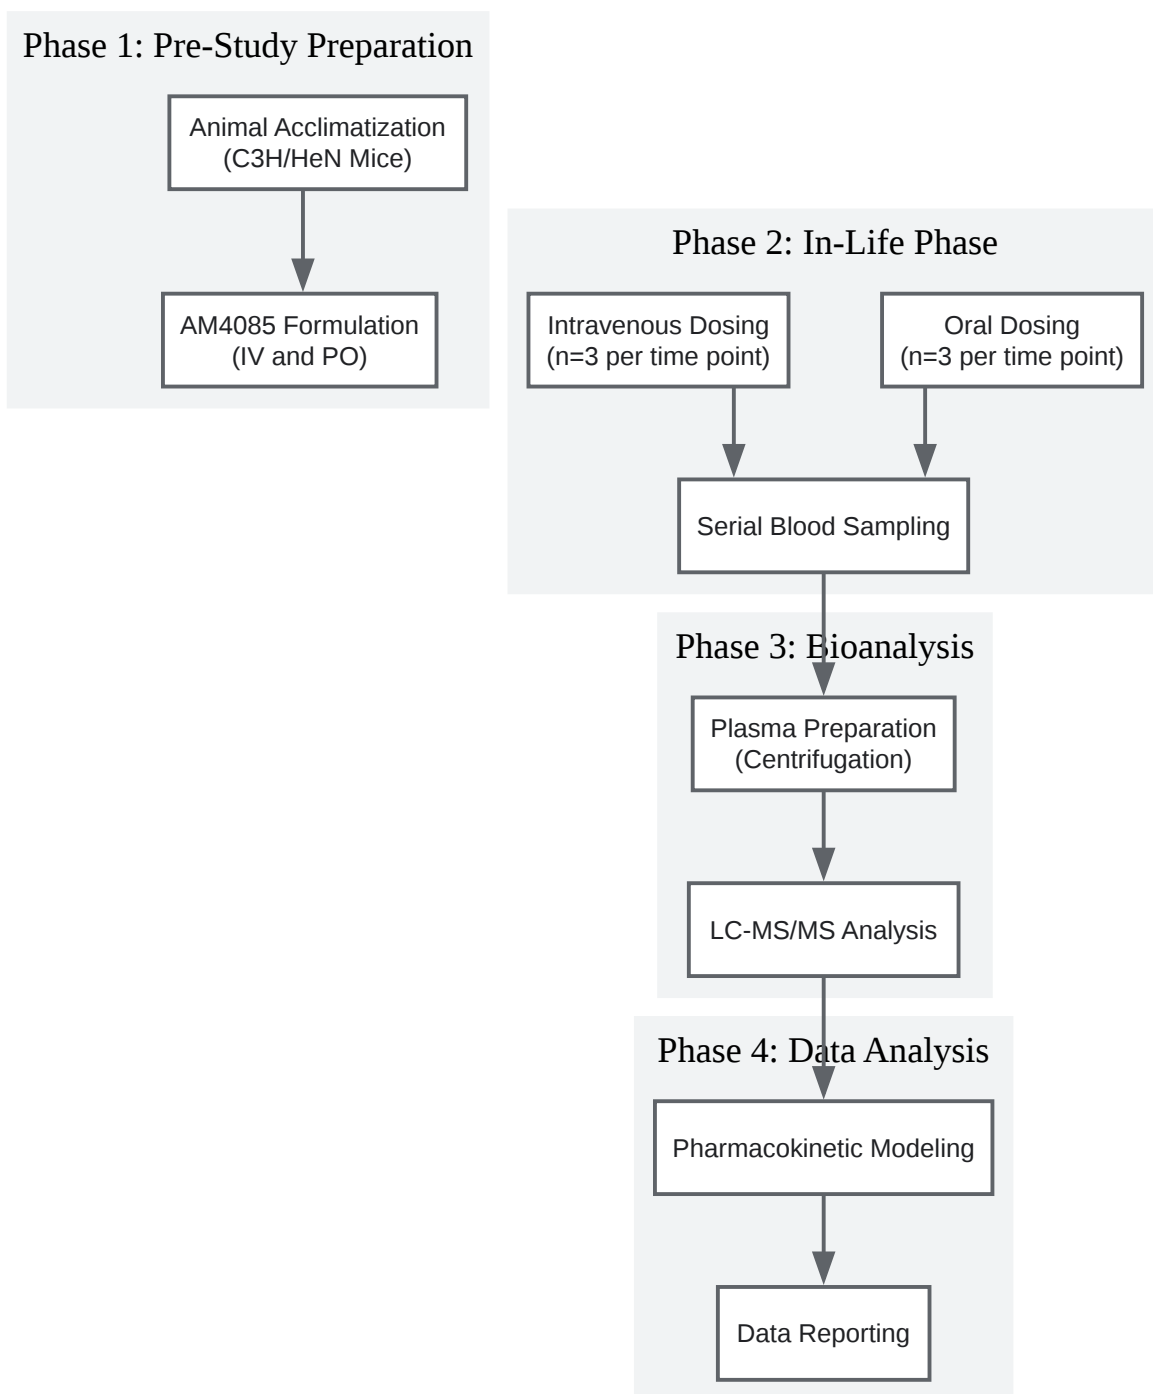 Phase 1: Pre-Study Preparation
Animal Acclimatization
(C3H/HeN Mice)
AM4085 Formulation
(IV and PO)
Phase 2: In-Life Phase
Intravenous Dosing
(n=3 per time point)
Oral Dosing
(n=3 per time point)
Serial Blood Sampling
Phase 3: Bioanalysis
Plasma Preparation
(Centrifugation)
LC-MS/MS Analysis
Phase 4: Data Analysis
Pharmacokinetic Modeling
Data Reporting